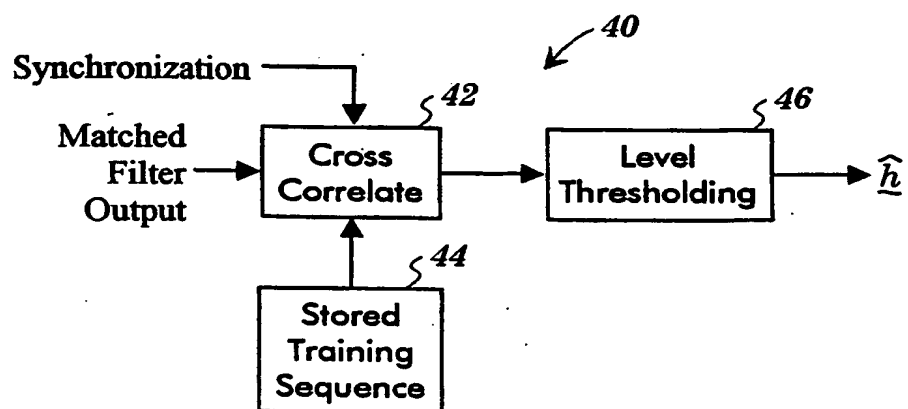 40
Synchronization
42
46
Matched
Filter
Output
Cross
Correlate
Level
Thresholding
ĥ
44
Stored
Training
Sequence